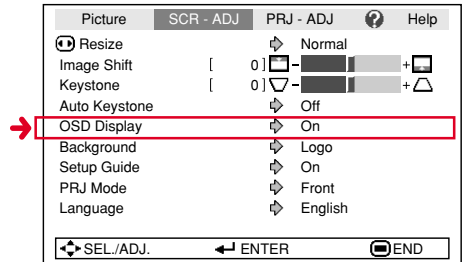 Picture SCR - ADJ PRJ - ADJ ? Help
Resize Normal
Image Shift [ 0 ] - +
Keystone [ 0 ] - +
Auto Keystone Off
OSD Display On
Background Logo
Setup Guide On
PRJ Mode Front
Language English
SEL./ADJ. ENTER END